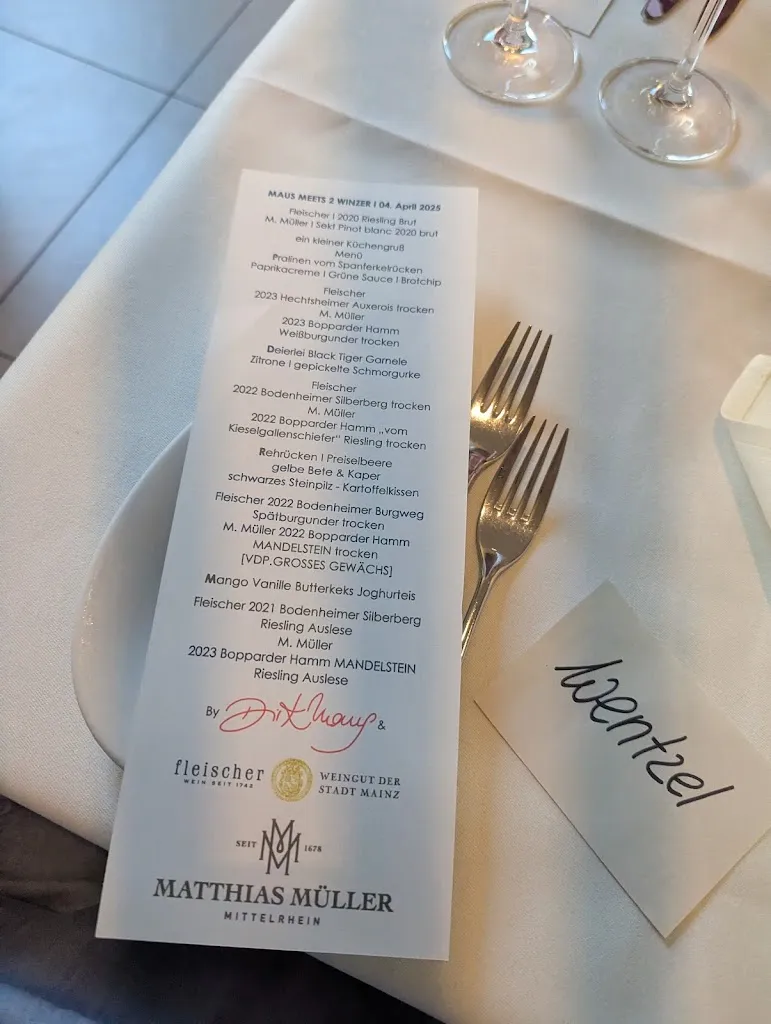 MAUS MEETS 2 WINZER I 04. April 2025
Fleischer I 2020 Riesling Brut
M. Müller I Sekt Pinot blanc 2020 brut
ein kleiner Küchengruß
Menü
Pralinen vom Spanferkelrücken
Paprikacreme I Grüne Sauce I Brotchip
Fleischer
2023 Hechtsheimer Auxerois trocken
M. Müller
2023 Bopparder Hamm
Weißburgunder trocken
Deierlei Black Tiger Garnele
Zitrone I gepickelte Schmorgurke
Fleischer
2022 Bodenheimer Silberberg trocken
M. Müller
2022 Bopparder Hamm „vom
Kieselgallenschiefer" Riesling trocken
Rehrücken I Preiselbeere
gelbe Bete & Kaper
schwarzes Steinpilz - Kartoffelkissen
Fleischer 2022 Bodenheimer Burgweg
Spätburgunder trocken
M. Müller 2022 Bopparder Hamm
MANDELSTEIN trocken
[VDP.GROSSES GEWÄCHS]
Mango Vanille Butterkeks Joghurteis
Fleischer 2021 Bodenheimer Silberberg
Riesling Auslese
M. Müller
2023 Bopparder Hamm MANDELSTEIN
Riesling Auslese
By Dirk Maus &
fleischer
WEIN SEIT 1742
WEINGUT DER
STADT MAINZ
SEIT MM 1678
MATTHIAS MÜLLER
MITTELRHEIN
Wentzel